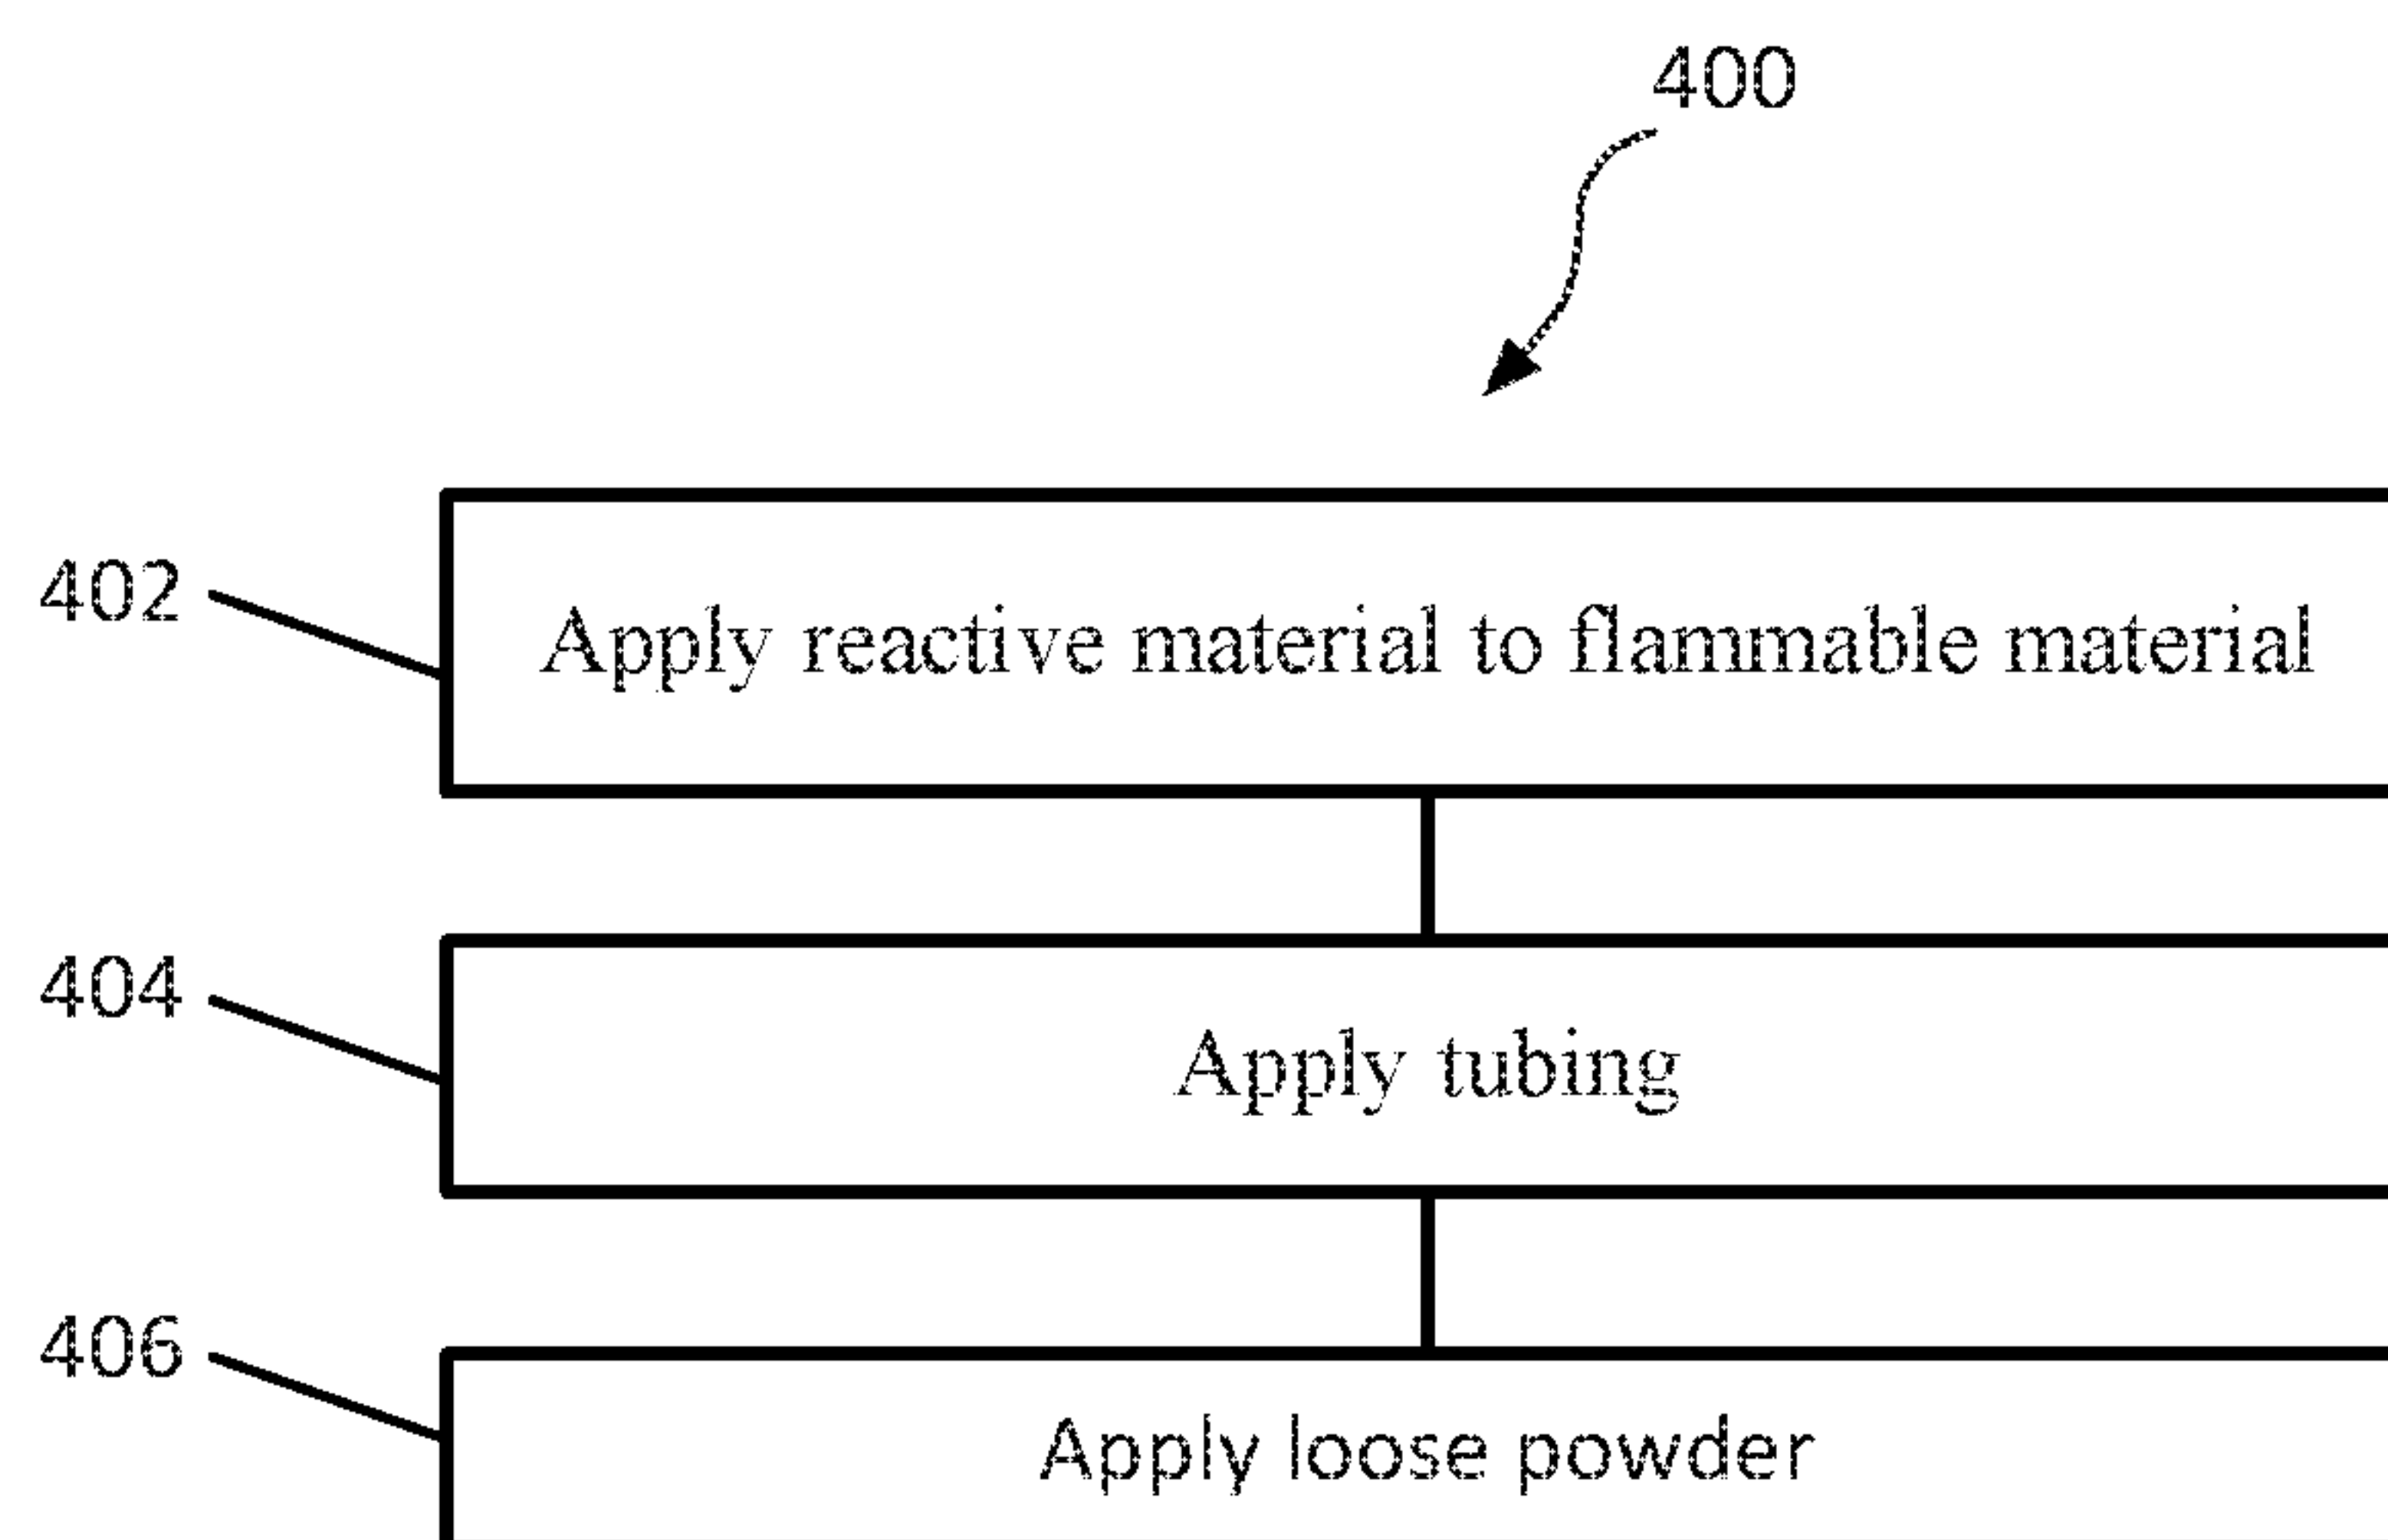 400
402
Apply reactive material to flammable material
404
Apply tubing
406
Apply loose powder